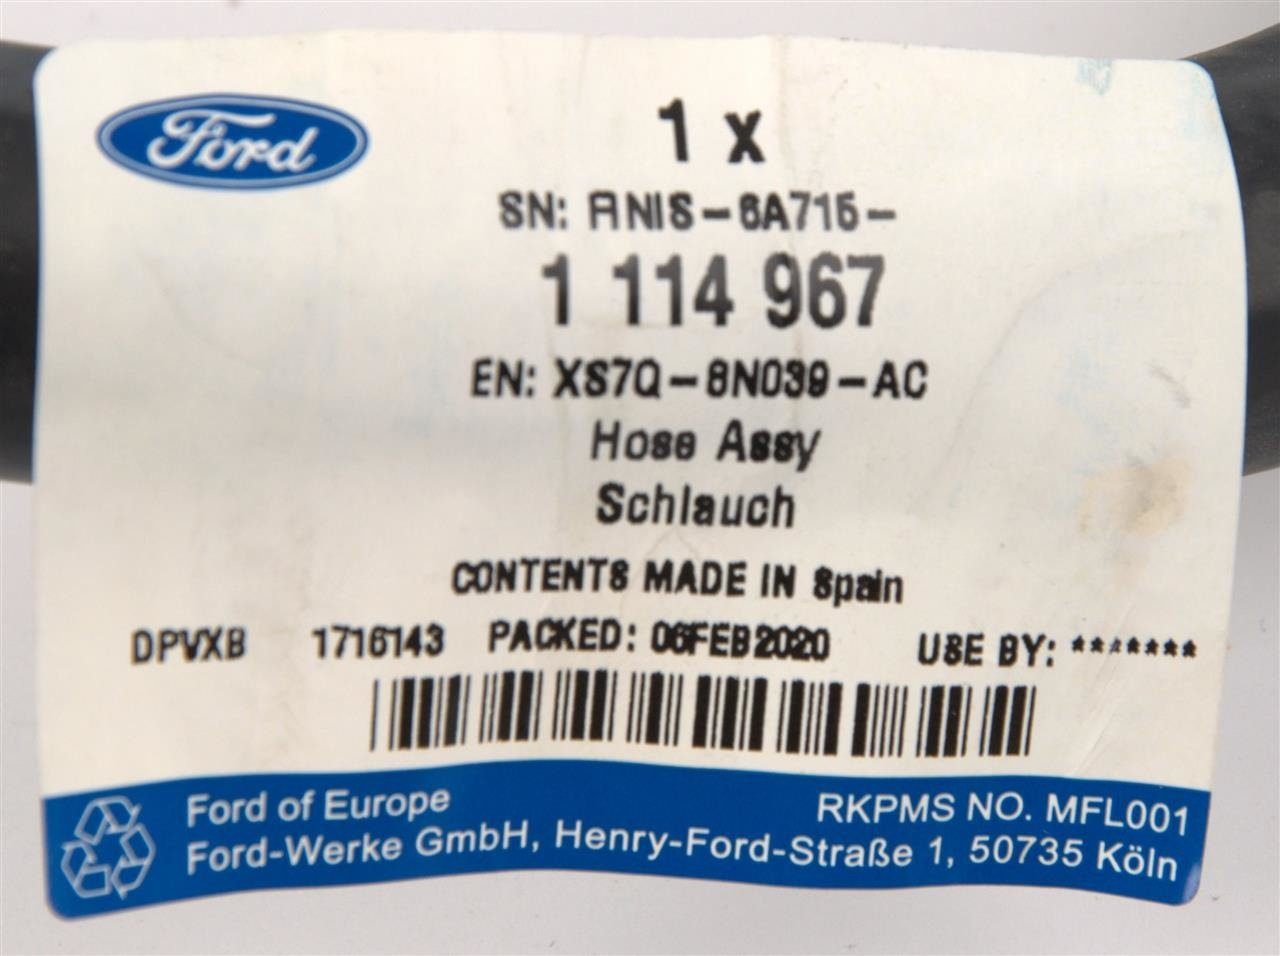 Ford
1 x
SN: RNIS-6A715-
1 114 967
EN: XS7Q-8N039-AC
Hose Assy
Schlauch
CONTENTS MADE IN Spain
DPVXB 1716143 PACKED: 06FEB2020 USE BY: *******
Ford of Europe RKPMS NO. MFL001
Ford-Werke GmbH, Henry-Ford-Straße 1, 50735 Köln